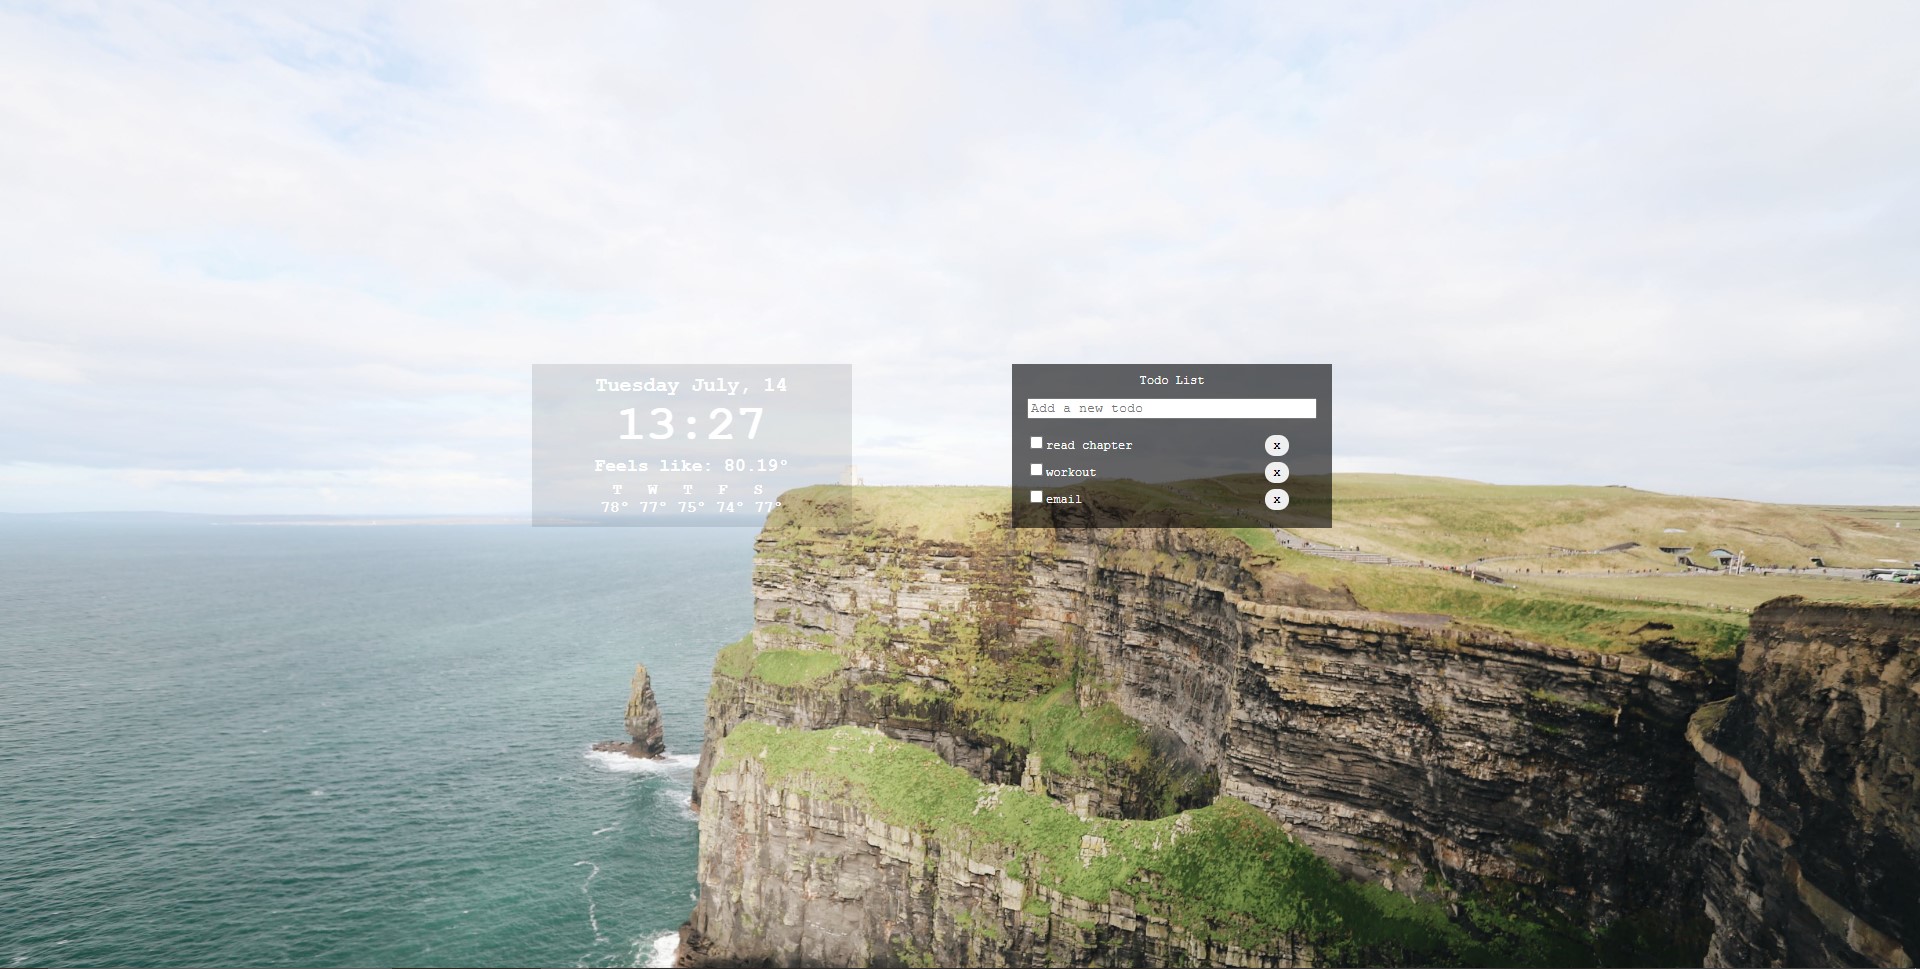 Tuesday July, 14
13:27
Feels like: 80.19°
T W T F S
78° 77° 75° 74° 77°
Todo List
Add a new todo
read chapter x
workout x
email x